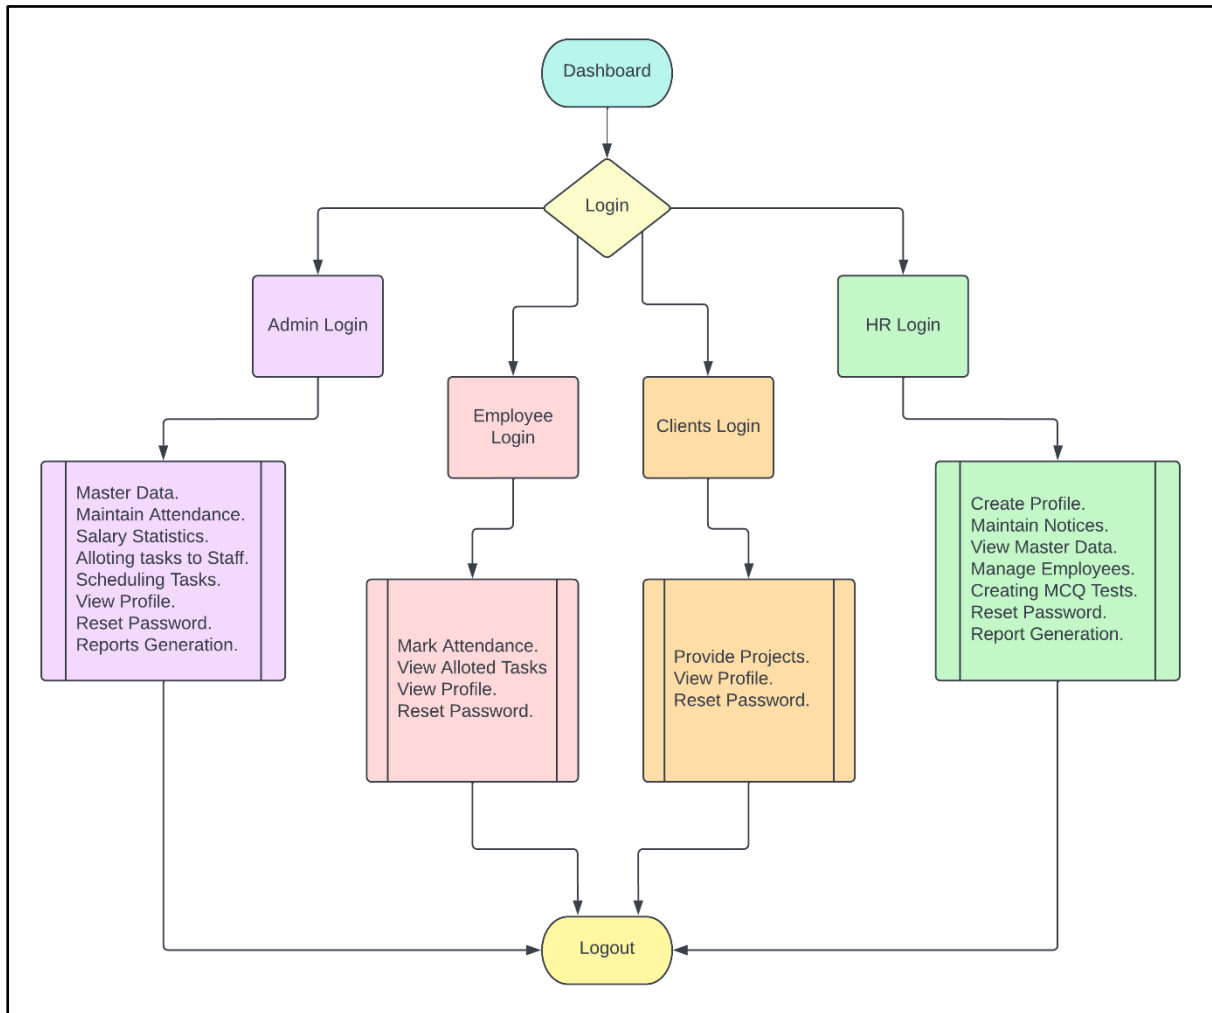 Dashboard
Login
Admin Login
HR Login
Employee
Login
Clients Login
Master Data.
Maintain Attendance.
Salary Statistics.
Alloting tasks to Staff.
Scheduling Tasks.
View Profile.
Reset Password.
Reports Generation.
Mark Attendance.
View Alloted Tasks
View Profile.
Reset Password.
Provide Projects.
View Profile.
Reset Password.
Create Profile.
Maintain Notices.
View Master Data.
Manage Employees.
Creating MCQ Tests.
Reset Password.
Report Generation.
Logout